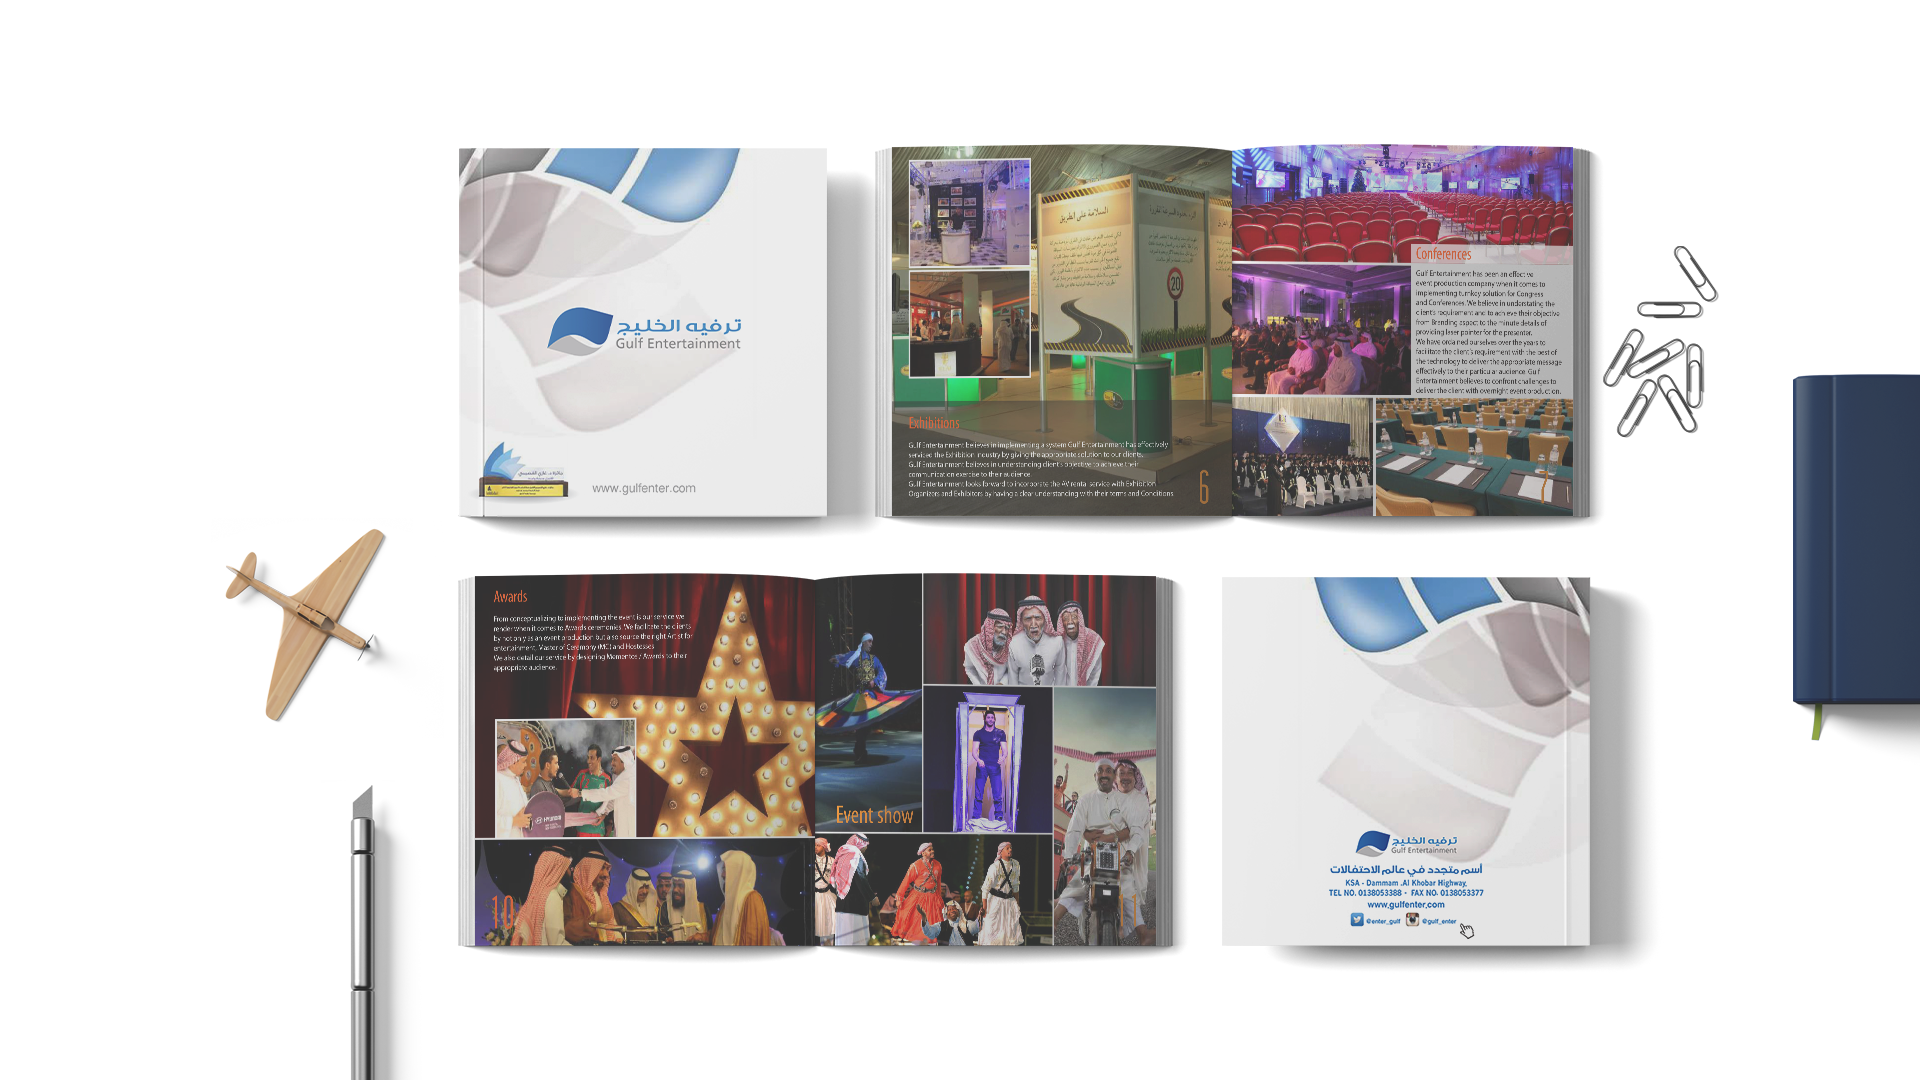 ترفيه الخليج
Gulf Entertainment
www.gulfenter.com
السلامة على الطريق
20
Exhibitions
Gulf Entertainment believes in implementing a system Gulf Entertainment has effectively
serviced the Exhibition Industry by giving the appropriate solution to our clients.
Gulf Entertainment believes in understanding clients objective to achieve their
communication exercise to their audience.
Gulf Entertainment looks forward to incorporate the AV rental service with Exhibition
Organizers and Exhibitors by having a clear understanding with their terms and Conditions
6
Conferences
Gulf Entertainment has been an effective
event production company when it comes to
implementing turnkey solution for Congress
and Conferences. We believe in understating the
clients requirement and to achieve their objective
from Branding aspect to the minute details of
providing laser pointer for the presenter.
We have ordained ourselves over the years to
facilitate the client's requirement with the best of
the technology to deliver the appropriate message
effectively to their particular audience. Gulf
Entertainment believes to confront challenges to
deliver the client with overnight event production.
Awards
From conceptualizing to implementing the event is our service we
render when it comes to Awards ceremonies. We facilitate the clients
by not only as an event production but also source the right Artist for
entertainment, Master of Ceremony (MC) and Hostesses
We also detail our service by designing Mementos / Awards to their
appropriate audience.
HYUNDAI
10
Event show
11
ترفيه الخليج
Gulf Entertainment
أسم متجدد في عالم الاحتفالات
KSA - Dammam .Al Khobar Highway,
TEL NO. 0138053388 - FAX NO. 0138053377
www.gulfenter.com
@enter_gulf @gulf_enter